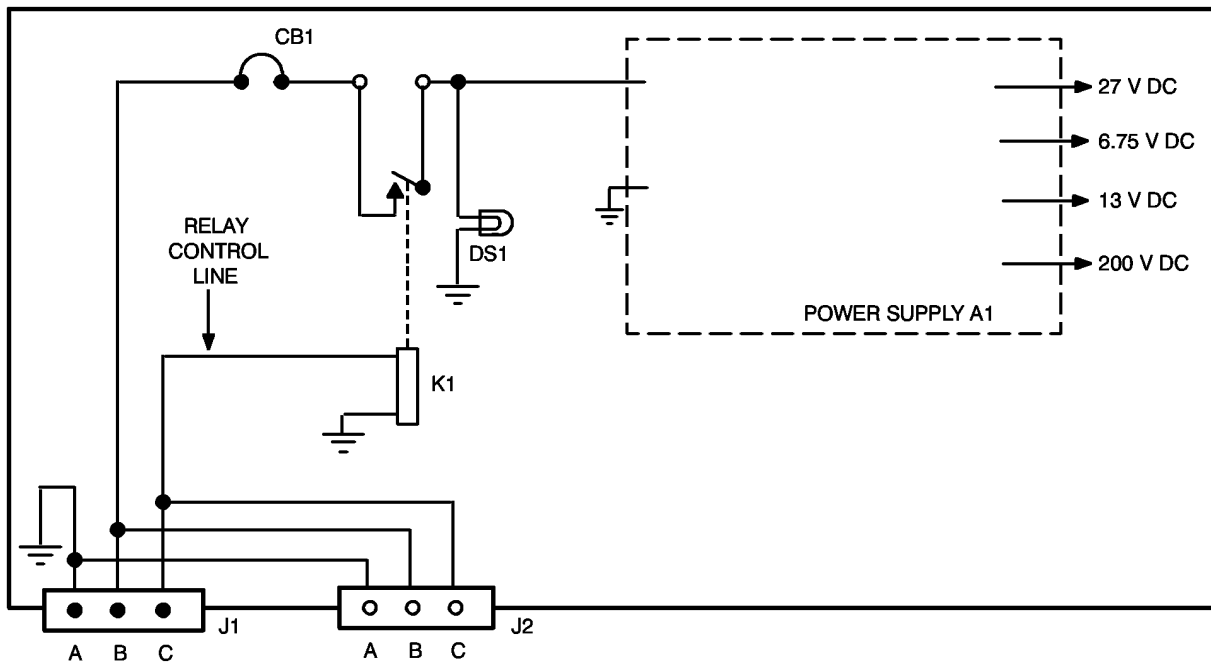 CB1
27 V DC
6.75 V DC
13 V DC
200 V DC
RELAY
CONTROL
LINE
DS1
POWER SUPPLY A1
K1
J1
J2
A B C
A B C